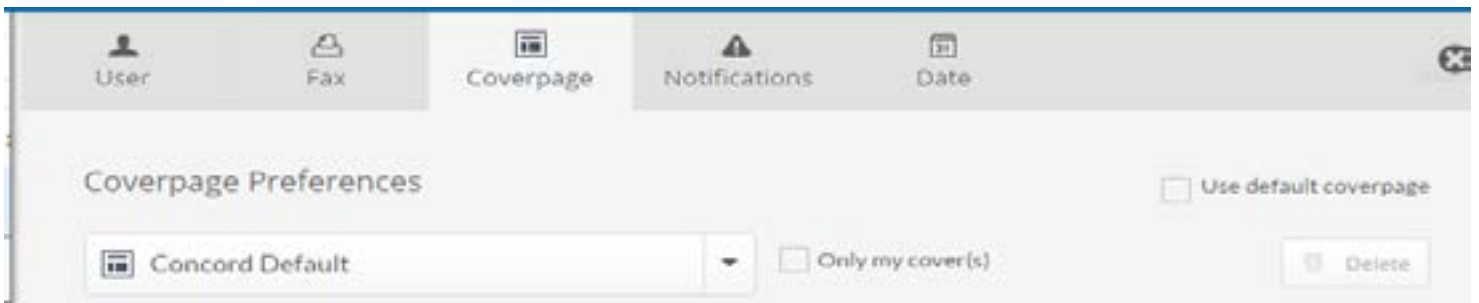 User Fax Coverpage Notifications Date
Coverpage Preferences
Use default coverpage
Concord Default
Only my cover(s)
Delete